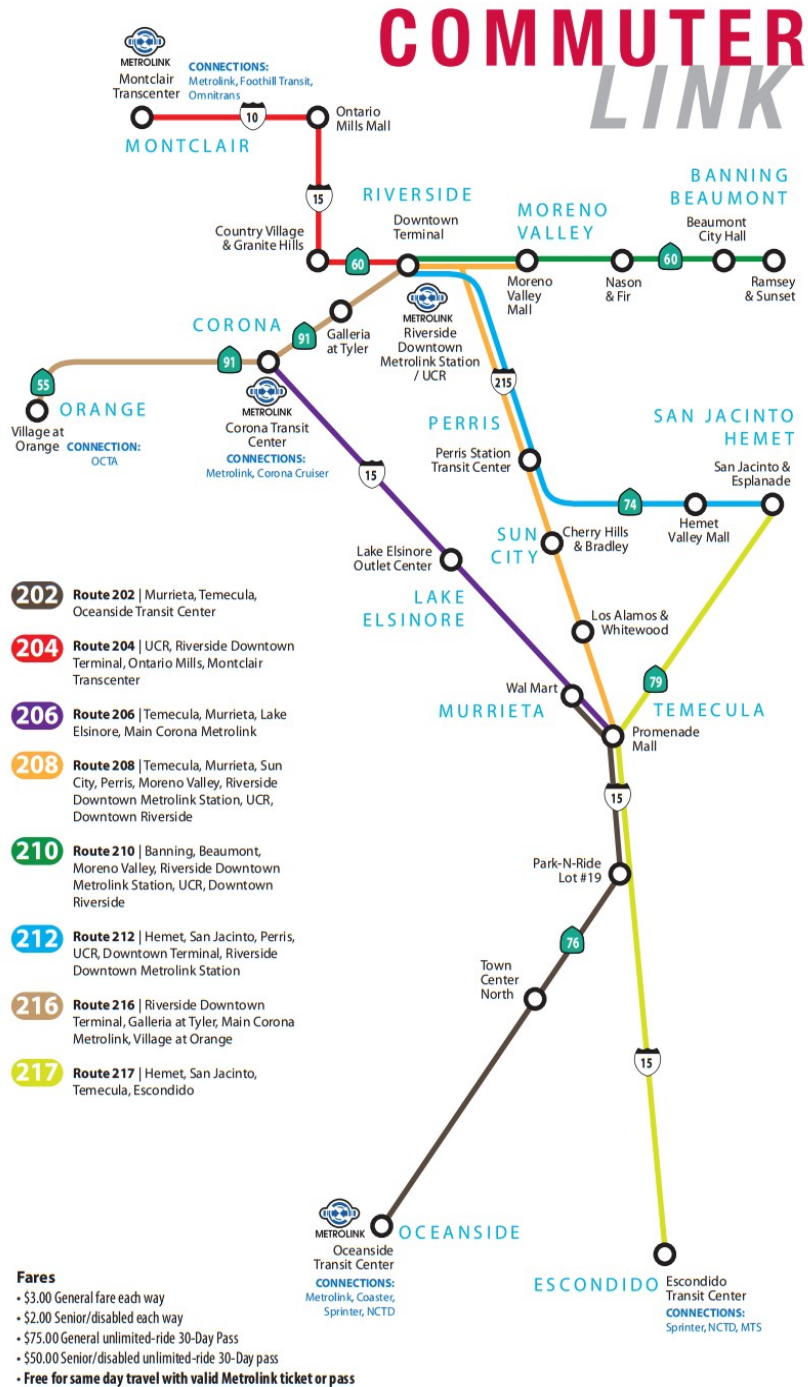 COMMUTER
LINK
METROLINK
Montclair
Transcenter
CONNECTIONS:
Metrolink, Foothill Transit,
Omnitrans
10
Ontario
Mills Mall
MONTCLAIR
15
BANNING
BEAUMONT
RIVERSIDE
Downtown
Terminal
MORENO
VALLEY
Beaumont
City Hall
Country Village
& Granite Hills
60
60
Moreno
Valley
Mall
Nason
& Fir
Ramsey
& Sunset
METROLINK
Riverside
Downtown
Metrolink Station
/ UCR
CORONA
91
Galleria
at Tyler
91
55
215
ORANGE
Village at
Orange
CONNECTION:
OCTA
METROLINK
Corona Transit
Center
CONNECTIONS:
Metrolink, Corona Cruiser
PERRIS
Perris Station
Transit Center
SAN JACINTO
HEMET
San Jacinto &
Esplanade
15
74
Hemet
Valley Mall
SUN
CITY
Cherry Hills
& Bradley
Lake Elsinore
Outlet Center
LAKE
ELSINORE
Los Alamos &
Whitewood
79
Wal Mart
MURRIETA
TEMECULA
Promenade
Mall
15
Park-N-Ride
Lot #19
76
Town
Center
North
15
202 Route 202 | Murrieta, Temecula,
Oceanside Transit Center
204 Route 204 | UCR, Riverside Downtown
Terminal, Ontario Mills, Montclair
Transcenter
206 Route 206 | Temecula, Murrieta, Lake
Elsinore, Main Corona Metrolink
208 Route 208 | Temecula, Murrieta, Sun
City, Perris, Moreno Valley, Riverside
Downtown Metrolink Station, UCR,
Downtown Riverside
210 Route 210 | Banning, Beaumont,
Moreno Valley, Riverside Downtown
Metrolink Station, UCR, Downtown
Riverside
212 Route 212 | Hemet, San Jacinto, Perris,
UCR, Downtown Terminal, Riverside
Downtown Metrolink Station
216 Route 216 | Riverside Downtown
Terminal, Galleria at Tyler, Main Corona
Metrolink, Village at Orange
217 Route 217 | Hemet, San Jacinto,
Temecula, Escondido
METROLINK
OCEANSIDE
Oceanside
Transit Center
CONNECTIONS:
Metrolink, Coaster,
Sprinter, NCTD
ESCONDIDO
Escondido
Transit Center
CONNECTIONS:
Sprinter, NCTD, MTS
Fares
• $3.00 General fare each way
• $2.00 Senior/disabled each way
• $75.00 General unlimited-ride 30-Day Pass
• $50.00 Senior/disabled unlimited-ride 30-Day pass
• Free for same day travel with valid Metrolink ticket or pass